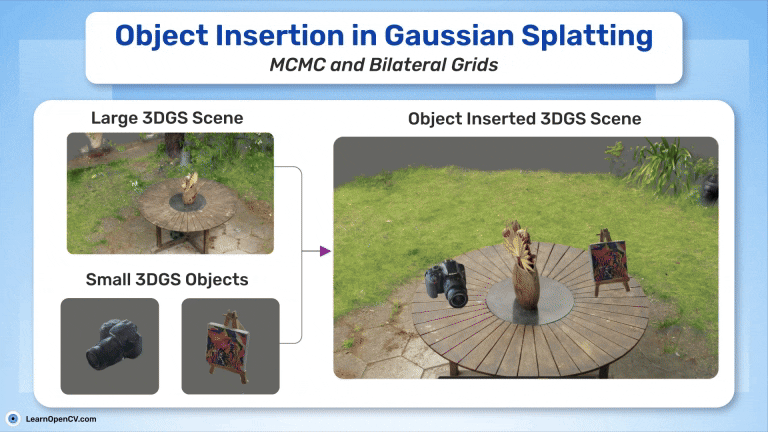 Object Insertion in Gaussian Splatting
MCMC and Bilateral Grids
Large 3DGS Scene
Object Inserted 3DGS Scene
Small 3DGS Objects
LearnOpenCV.com